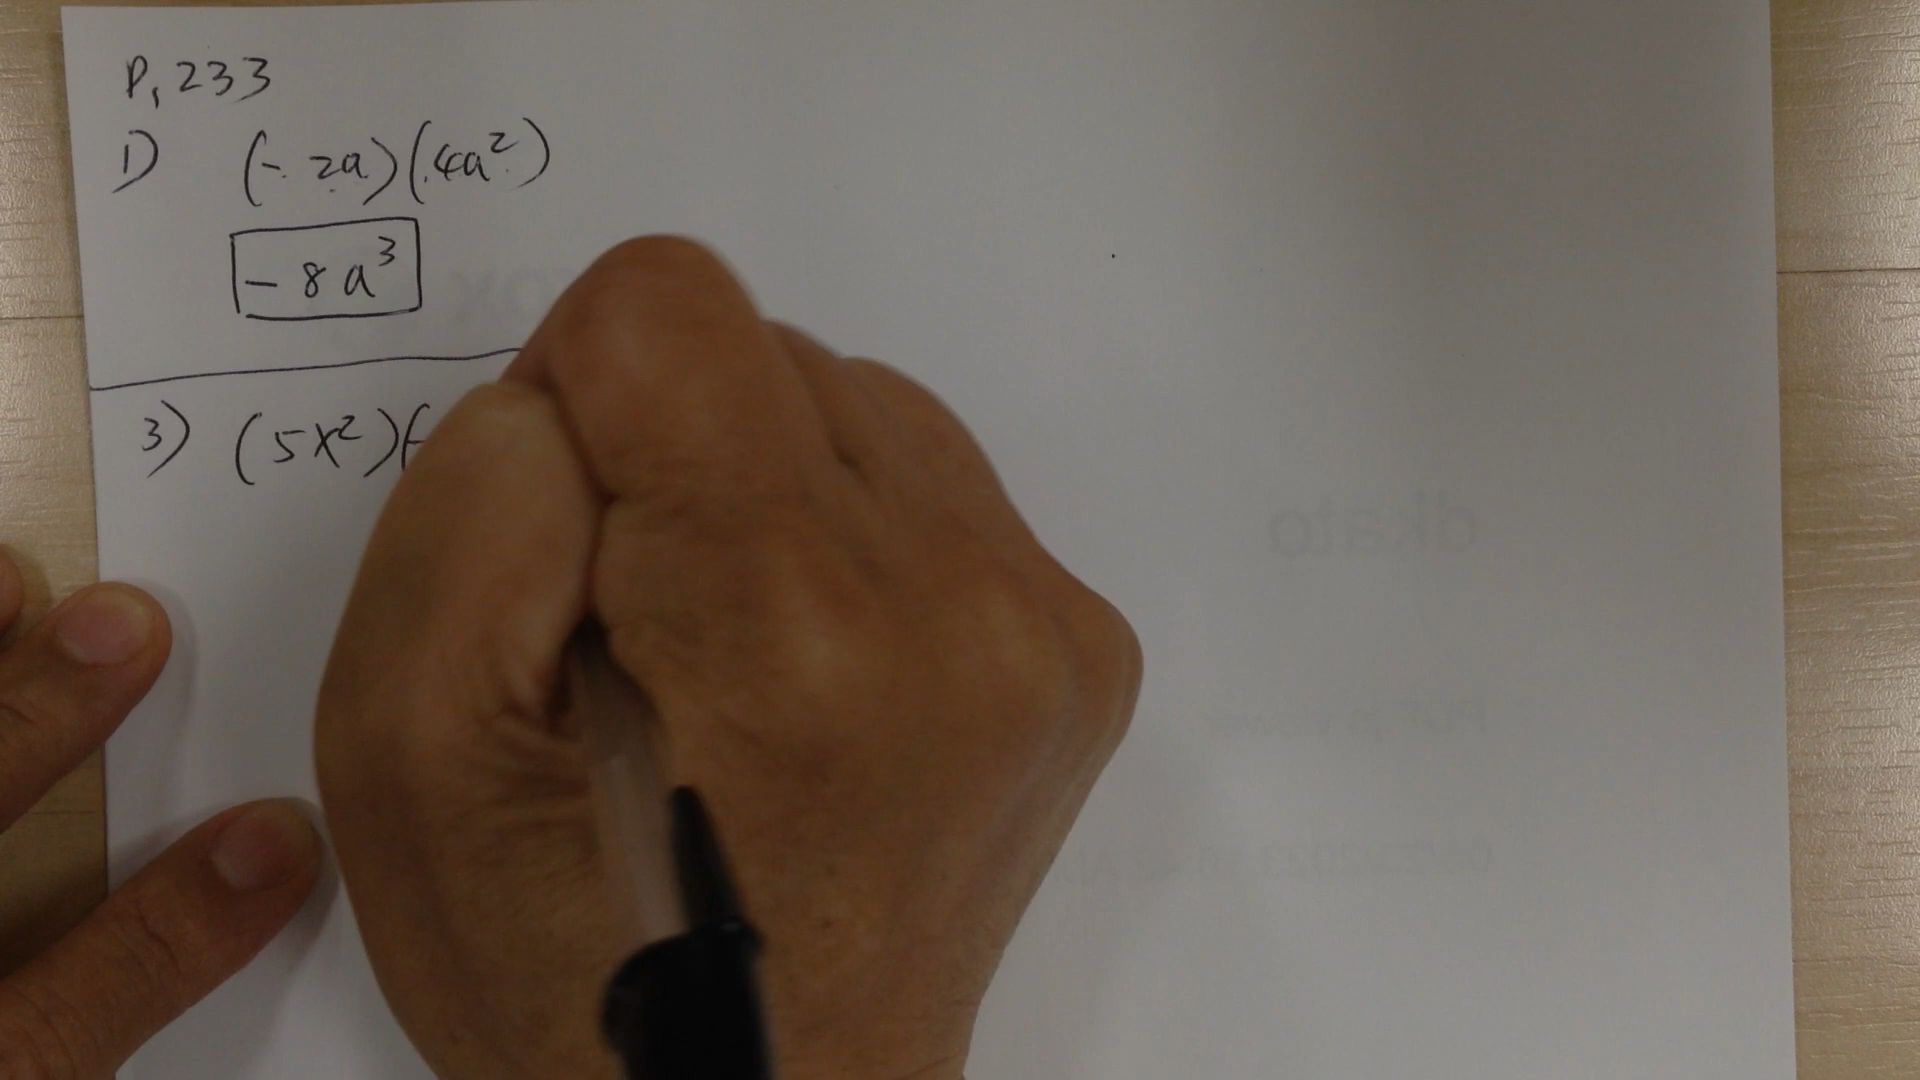 P. 233
1) (- 2a)(4a²)
- 8a³
3) (5x²)(-